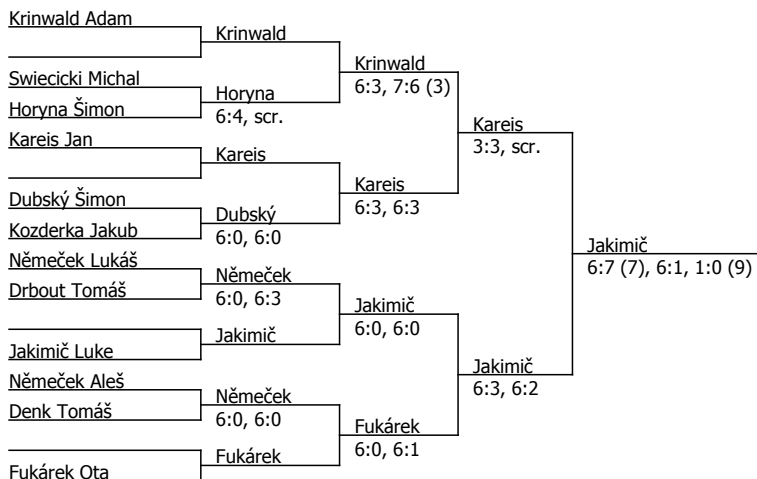 Krinwald Adam
Krinwald
Krinwald
6:3, 7:6 (3)
Swiecicki Michal
Horyna
6:4, scr.
Horyna Šimon
Kareis
3:3, scr.
Kareis Jan
Kareis
Kareis
6:3, 6:3
Dubský Šimon
Dubský
6:0, 6:0
Kozderka Jakub
Jakimič
6:7 (7), 6:1, 1:0 (9)
Němeček Lukáš
Němeček
6:0, 6:3
Drbout Tomáš
Jakimič
6:0, 6:0
Jakimič
Jakimič Luke
Jakimič
6:3, 6:2
Němeček Aleš
Němeček
6:0, 6:0
Denk Tomáš
Fukárek
6:0, 6:1
Fukárek
Fukárek Ota